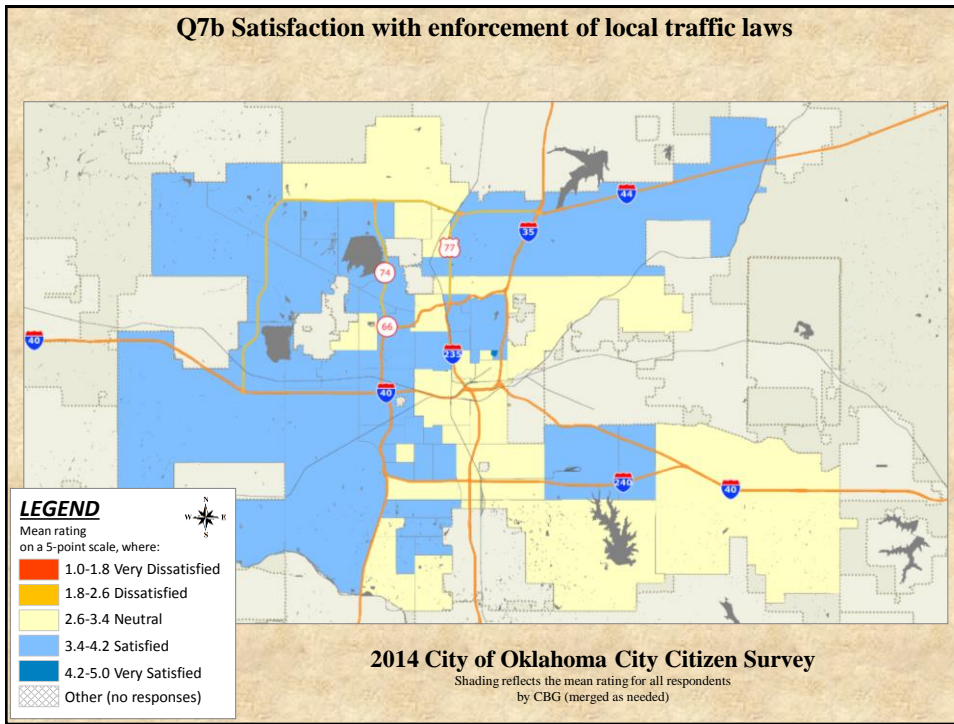 Q7b Satisfaction with enforcement of local traffic laws
44
35
77
74
66
40
235
40
240
40
LEGEND
Mean rating
on a 5-point scale, where:
1.0-1.8 Very Dissatisfied
1.8-2.6 Dissatisfied
2.6-3.4 Neutral
3.4-4.2 Satisfied
4.2-5.0 Very Satisfied
Other (no responses)
N
W E
S
2014 City of Oklahoma City Citizen Survey
Shading reflects the mean rating for all respondents
by CBG (merged as needed)